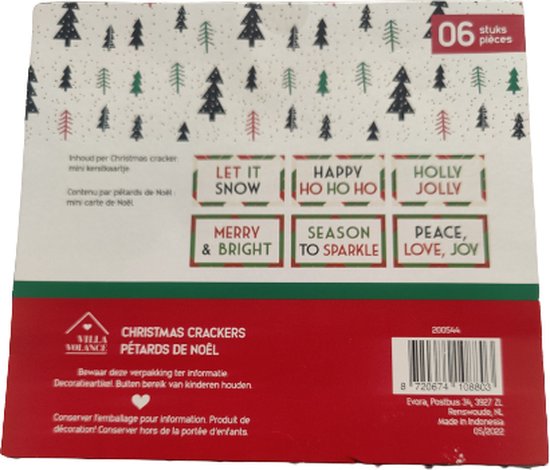 06 stuks
pièces
Inhoud per Christmas cracker:
mini kerstkaartje.
Contenu par pétards de Noël
mini carte de Noël.
LET IT
SNOW
HAPPY
HO HO HO
HOLLY
JOLLY
MERRY
& BRIGHT
SEASON
TO SPARKLE
PEACE,
LOVE, JOY
VILLA
VOLANCE
CHRISTMAS CRACKERS
PÉTARDS DE NOËL
Bewaar deze verpakking ter informatie.
Decoratieartikel. Buiten bereik van kinderen houden.
Conserver l'emballage pour information. Produit de
décoration! Conserver hors de la portée d'enfants.
200544
8 720674 108803
Evora, Postbus 34, 3927 ZL
Renswoude, NL
Made in Indonesia
05/2022